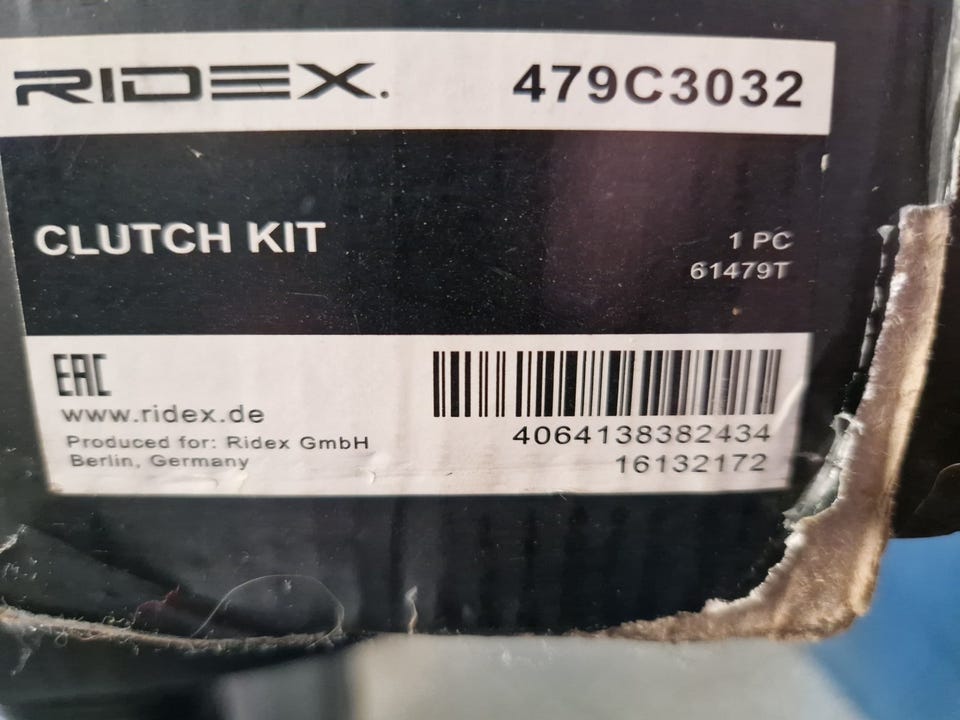 RIDEX.
479C3032
CLUTCH KIT
1 PC
61479T
EAC
www.ridex.de
Produced for: Ridex GmbH
Berlin, Germany
4064138382434
16132172